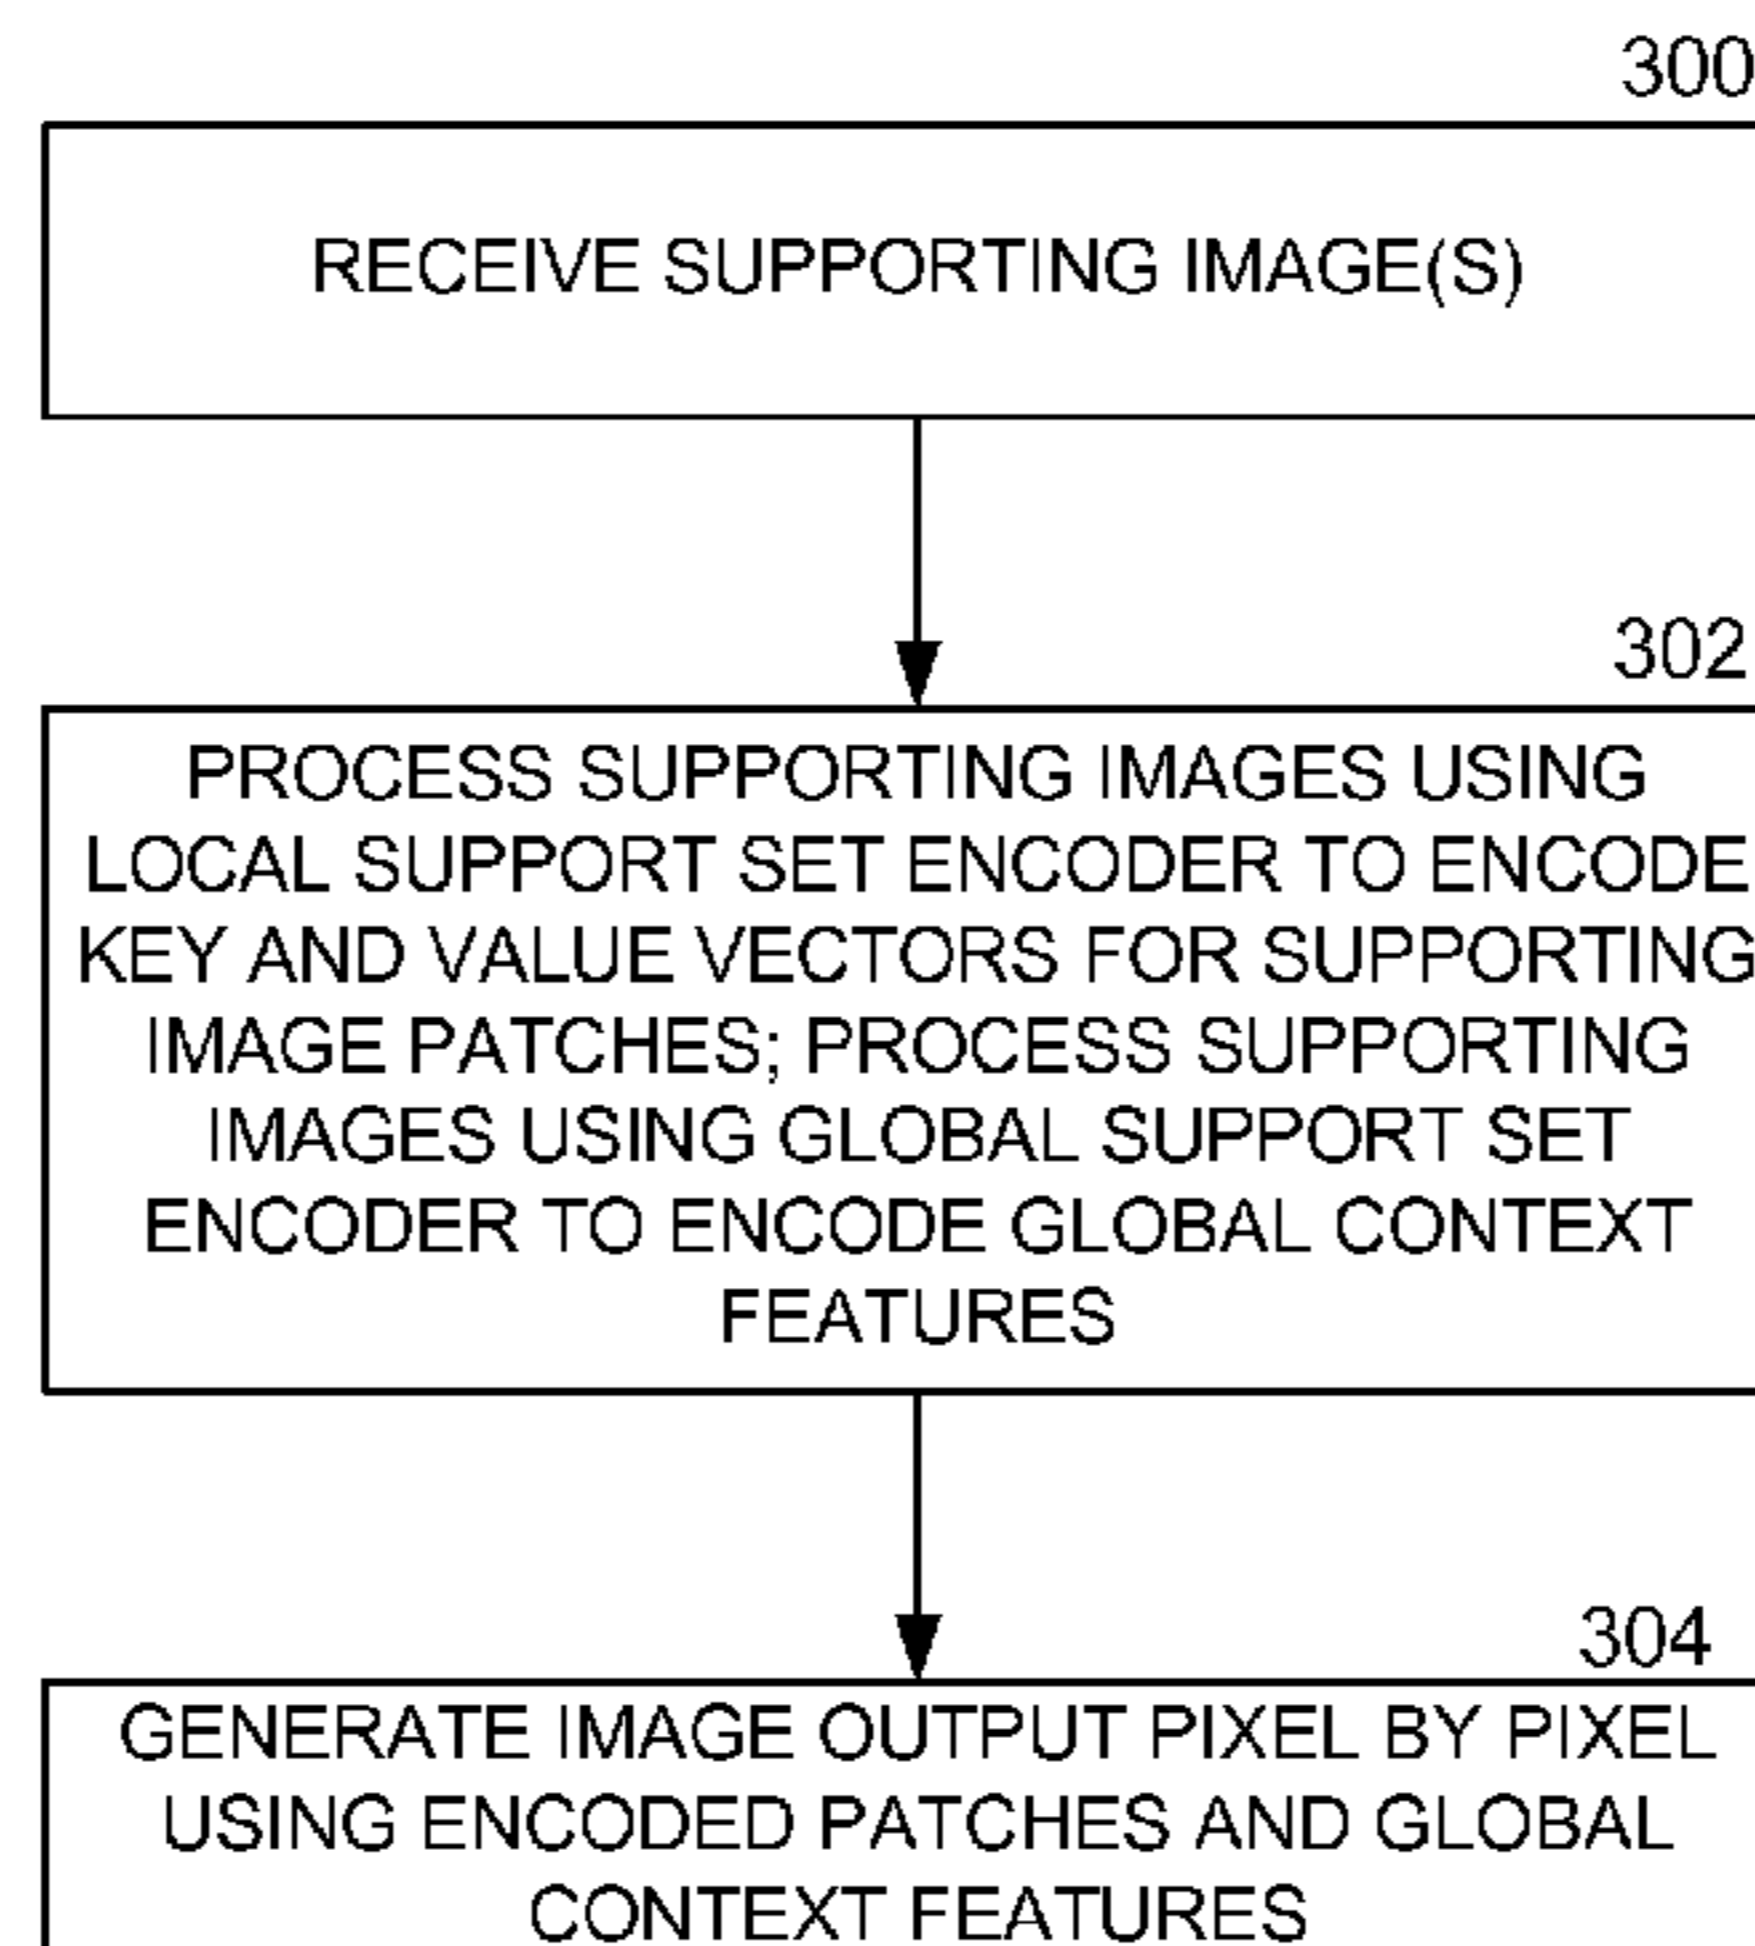 300
RECEIVE SUPPORTING IMAGE(S)
302
PROCESS SUPPORTING IMAGES USING
LOCAL SUPPORT SET ENCODER TO ENCODE
KEY AND VALUE VECTORS FOR SUPPORTING
IMAGE PATCHES; PROCESS SUPPORTING
IMAGES USING GLOBAL SUPPORT SET
ENCODER TO ENCODE GLOBAL CONTEXT
FEATURES
304
GENERATE IMAGE OUTPUT PIXEL BY PIXEL
USING ENCODED PATCHES AND GLOBAL
CONTEXT FEATURES